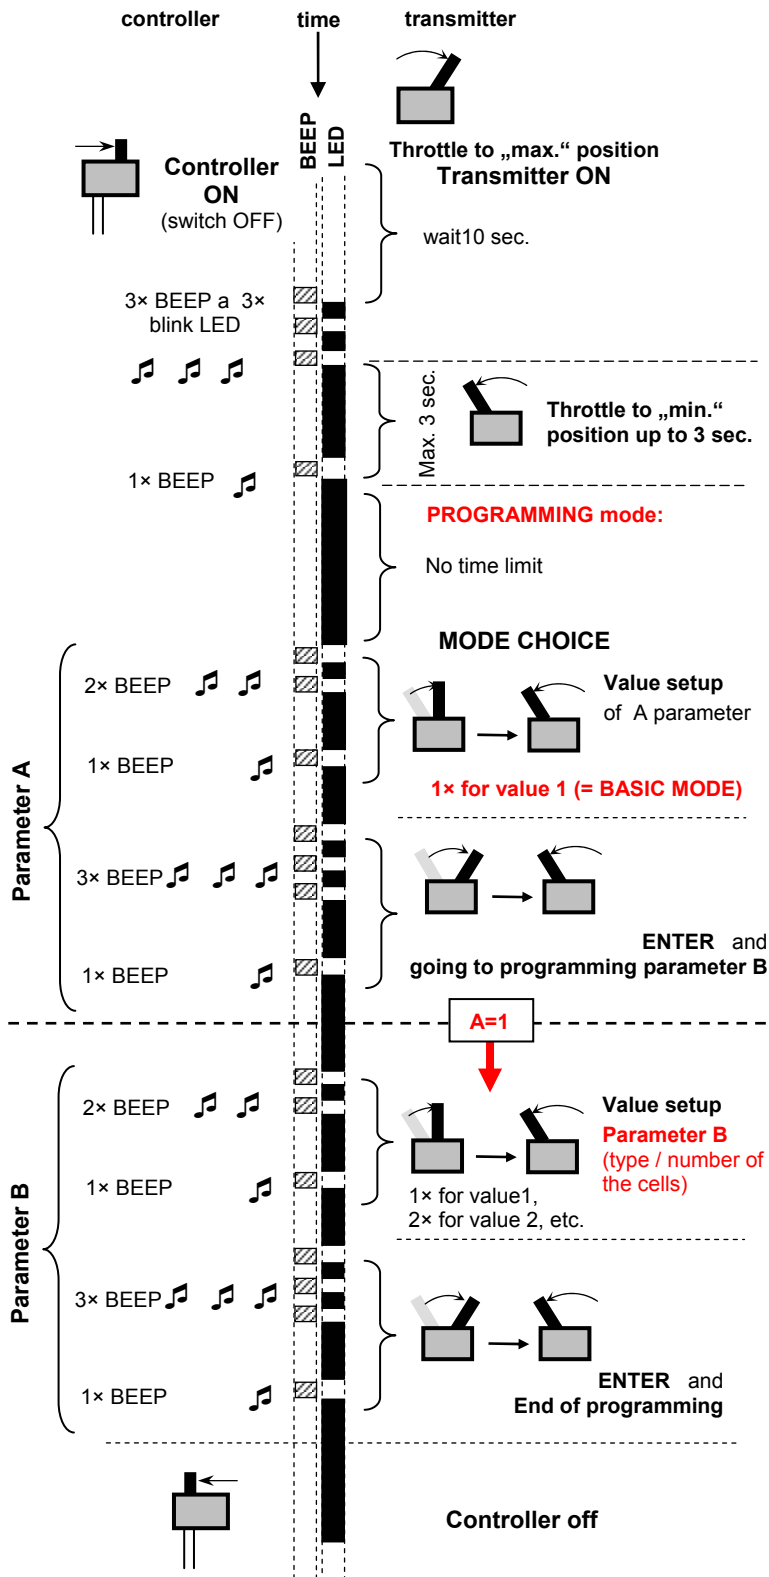 controller time transmitter
BEEP
LED
Throttle to „max.“ position
Controller
ON
(switch OFF)
Transmitter ON
wait10 sec.
3× BEEP a 3×
blink LED
Max. 3 sec.
Throttle to „min.“
position up to 3 sec.
1× BEEP
PROGRAMMING mode:
No time limit
MODE CHOICE
Parameter A
2× BEEP
Value setup
of A parameter
1× BEEP
1× for value 1 (= BASIC MODE)
3× BEEP
ENTER and
going to programming parameter B
1× BEEP
A=1
Parameter B
2× BEEP
Value setup
Parameter B
(type / number of
the cells)
1× BEEP
1× for value1,
2× for value 2, etc.
3× BEEP
ENTER and
End of programming
1× BEEP
Controller off